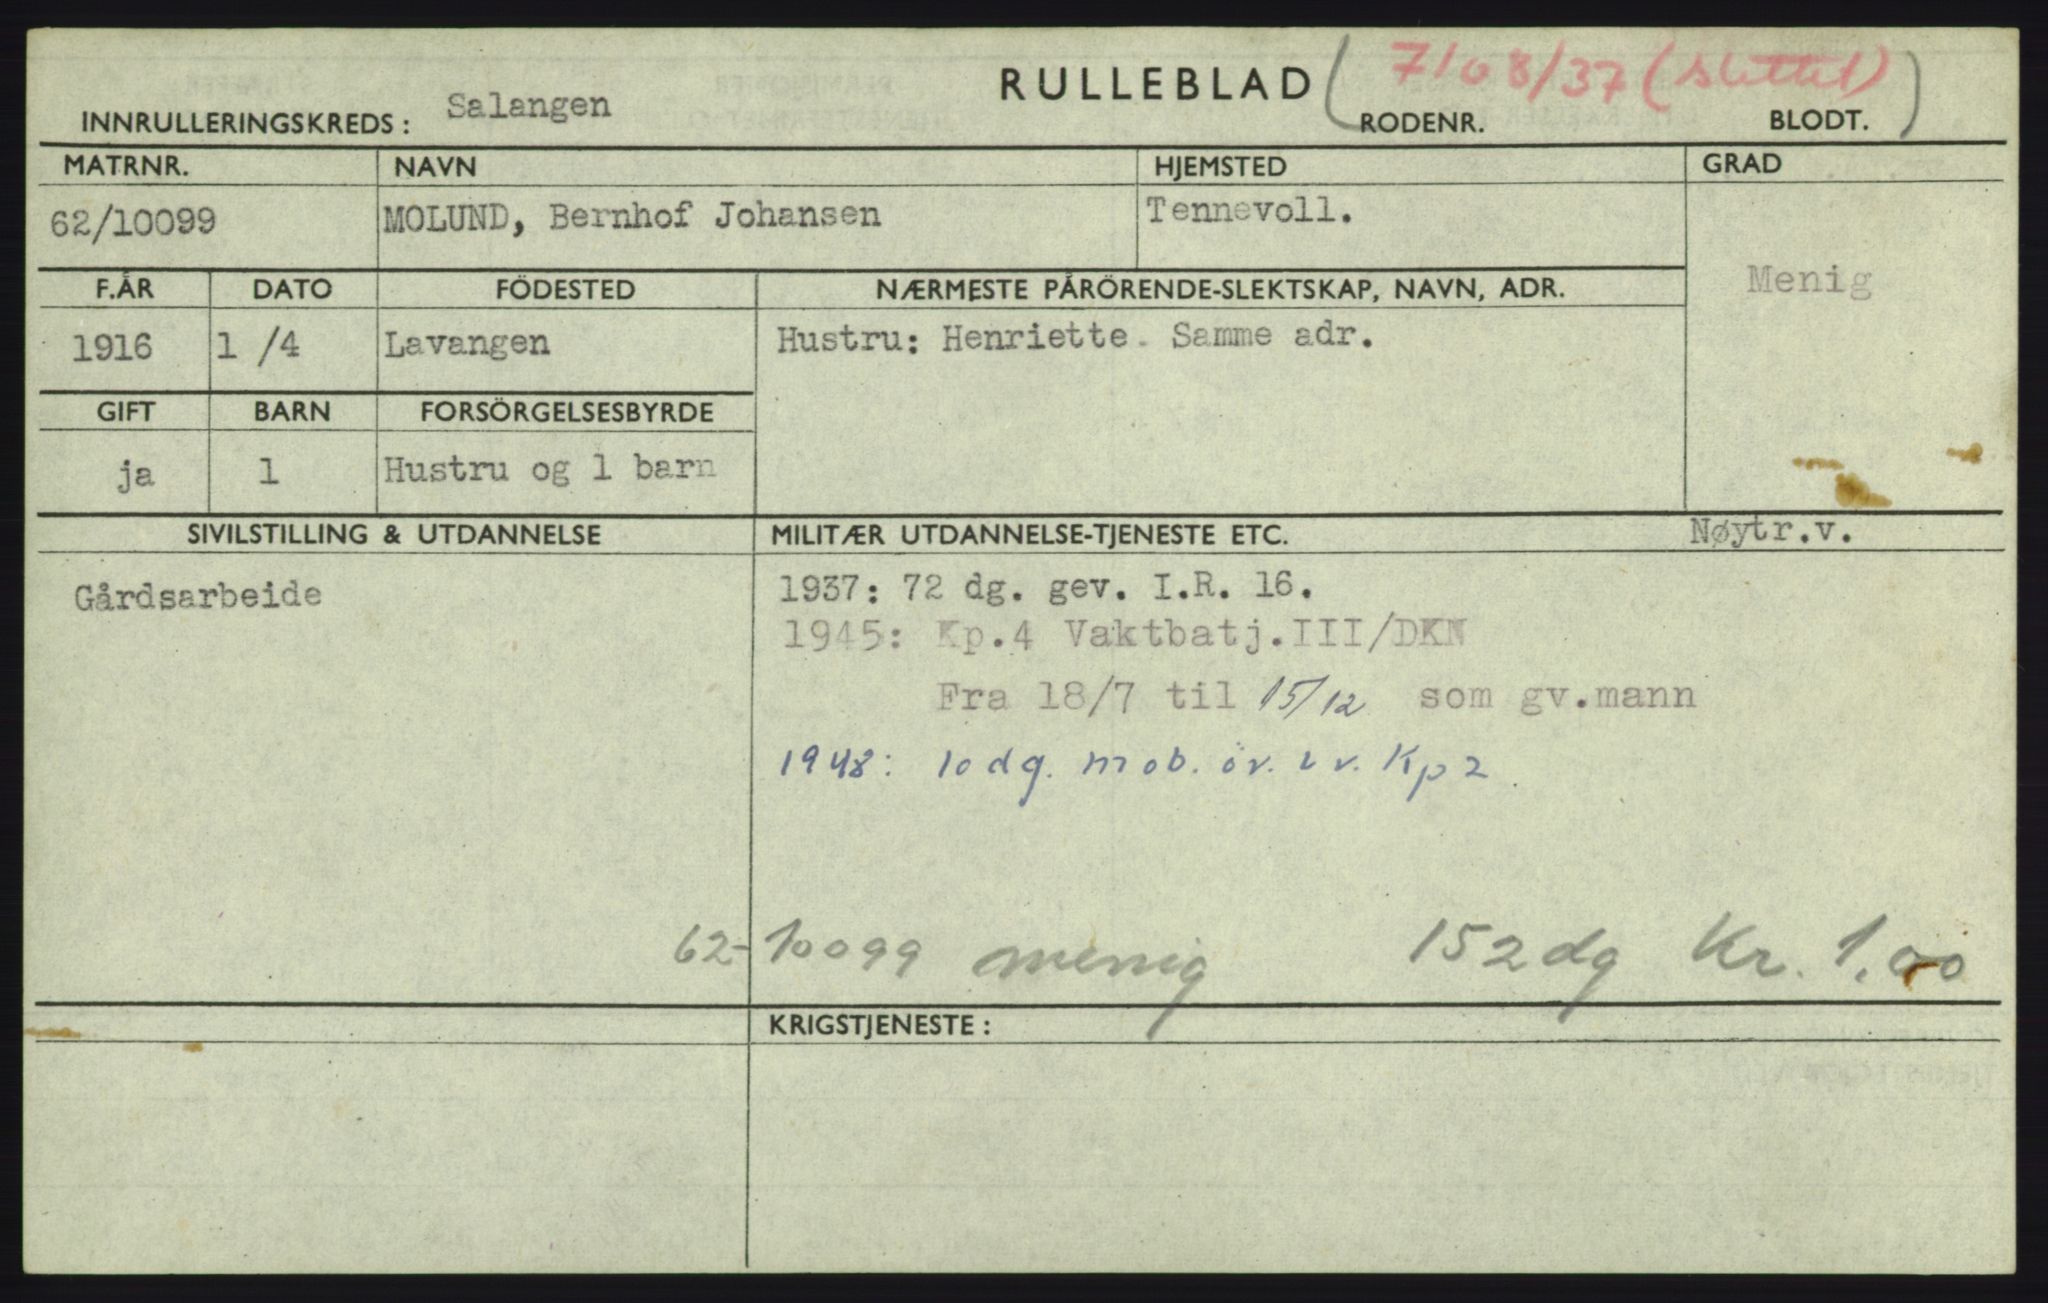 RULLEBLAD ( 7108/37 (slettet) )
INNRULLERINGSKREDS: Salangen RODENR. BLODT.
MATRNR. NAVN HJEMSTED GRAD
62/10099 MOLUND, Bernhof Johansen Tennevoll.
Menig
F.ÅR DATO FÖDESTED NÆRMESTE PÅRÖRENDE-SLEKTSKAP, NAVN, ADR.
1916 1 /4 Lavangen Hustru: Henriette. Samme adr.
GIFT BARN FORSÖRGELSESBYRDE
ja 1 Hustru og 1 barn
SIVILSTILLING & UTDANNELSE MILITÆR UTDANNELSE-TJENESTE ETC. Nøytr.v.
Gårdsarbeide 1937: 72 dg. gev. I.R. 16.
1945: Kp.4 Vaktbatj.III/DKN
Fra 18/7 til 15/12 som gv.mann
1948: 10 dg. mob. öv. v. Kp 2.
62-10099 menig 152 dg Kr. 1,00
KRIGSTJENESTE: